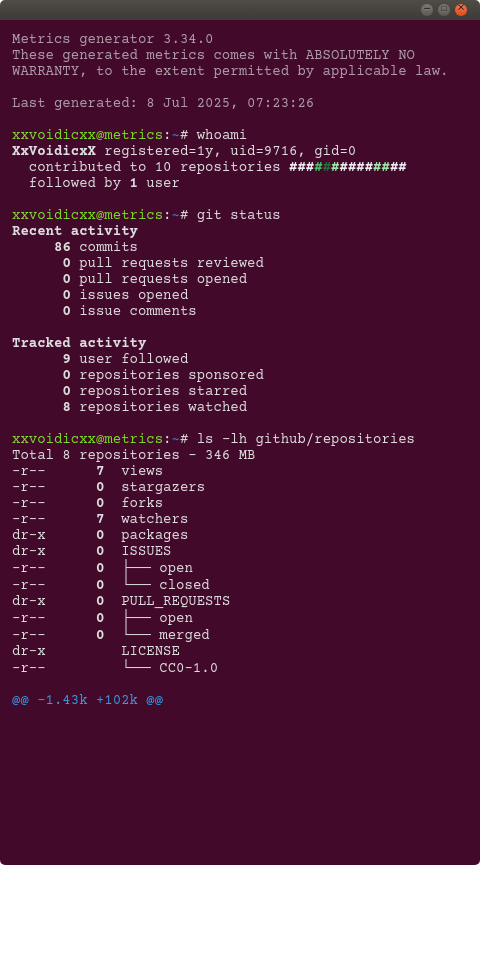 Metrics generator 3.34.0
These generated metrics comes with ABSOLUTELY NO
WARRANTY, to the extent permitted by applicable law.
Last generated: 8 Jul 2025, 07:23:26
xxvoidicxx@metrics:~# whoami
XxVoidicxX registered=1y, uid=9716, gid=0
contributed to 10 repositories ##############
followed by 1 user
xxvoidicxx@metrics:~# git status
Recent activity
86 commits
0 pull requests reviewed
0 pull requests opened
0 issues opened
0 issue comments
Tracked activity
9 user followed
0 repositories sponsored
0 repositories starred
8 repositories watched
xxvoidicxx@metrics:~# ls -lh github/repositories
Total 8 repositories - 346 MB
-r-- 7 views
-r-- 0 stargazers
-r-- 0 forks
-r-- 7 watchers
dr-x 0 packages
dr-x 0 ISSUES
-r-- 0 ├── open
-r-- 0 └── closed
dr-x 0 PULL_REQUESTS
-r-- 0 ├── open
-r-- 0 └── merged
dr-x LICENSE
-r-- └── CC0-1.0
@@ -1.43k +102k @@